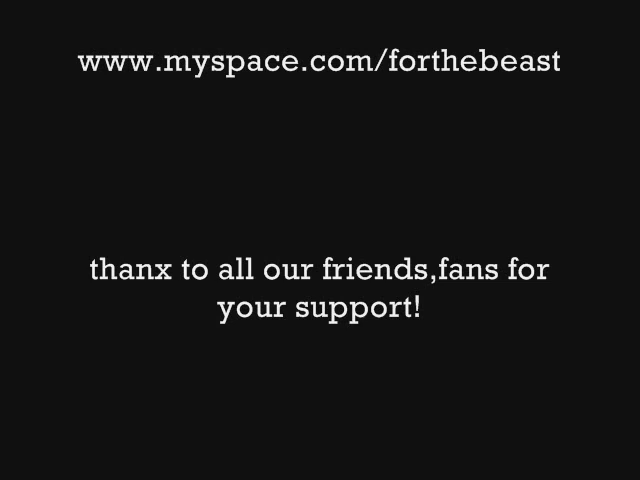 www.myspace.com/forthebeast
thanx to all our friends,fans for
your support!